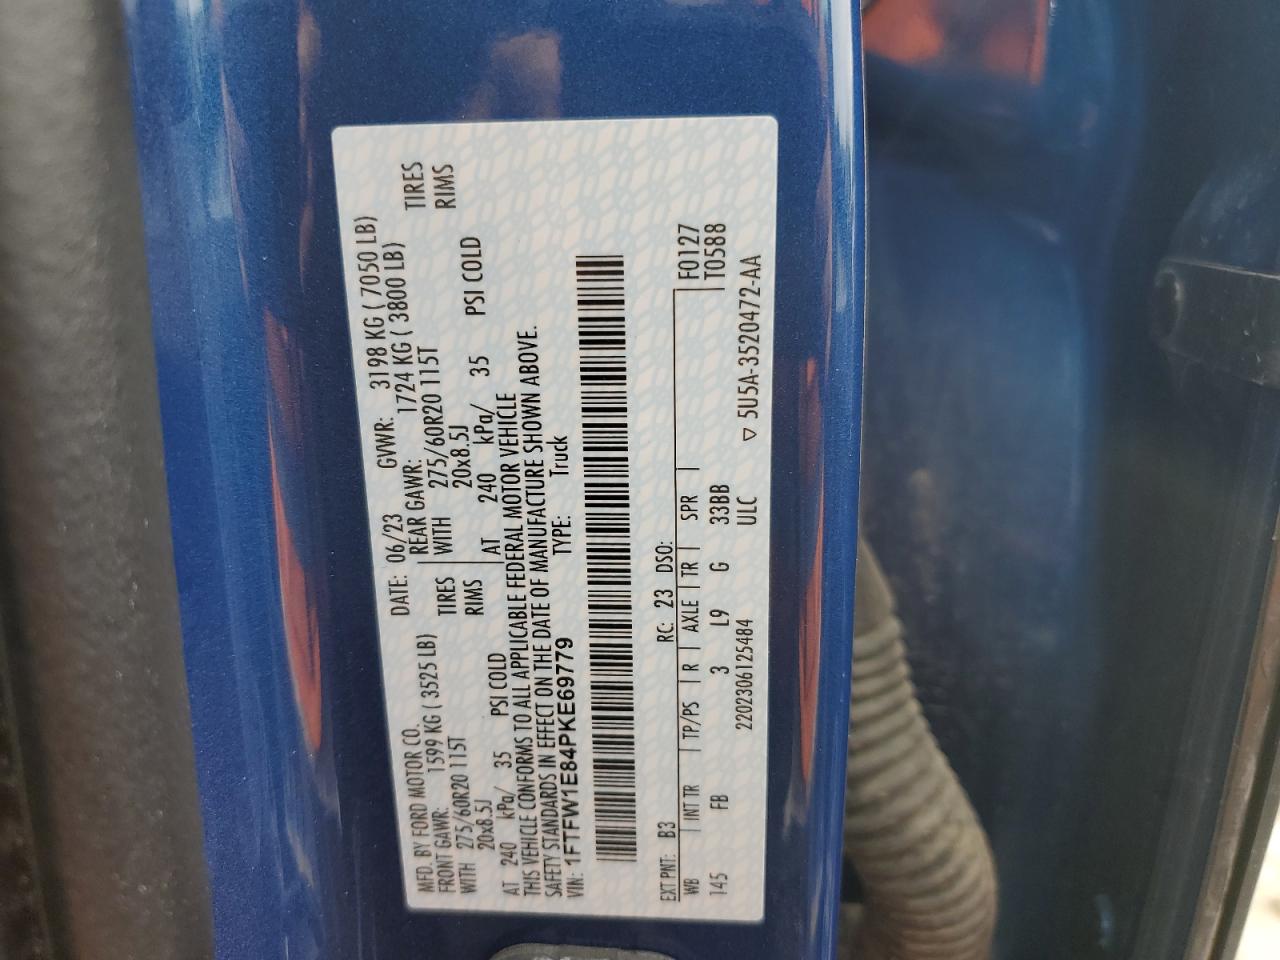 MFD. BY FORD MOTOR CO.
DATE: 06/23 GVWR: 3198 KG ( 7050 LB)
FRONT GAWR: 1599 KG ( 3525 LB)
REAR GAWR: 1724 KG ( 3800 LB)
WITH 275/60R20 115T TIRES
WITH 275/60R20 115T TIRES
20x8.5J RIMS
20x8.5J RIMS
AT 240 kPa/ 35 PSI COLD
AT 240 kPa/ 35 PSI COLD
THIS VEHICLE CONFORMS TO ALL APPLICABLE FEDERAL MOTOR VEHICLE
SAFETY STANDARDS IN EFFECT ON THE DATE OF MANUFACTURE SHOWN ABOVE.
VIN: 1FTFW1E84PKE69779 TYPE: Truck
EXT PNT: B3 RC: 23 DSO: F0127
WB INT TR TP/PS R AXLE TR SPR T0588
145 FB 3 L9 G 33BB
2202306125484 ULC ▽ 5U5A-3520472-AA